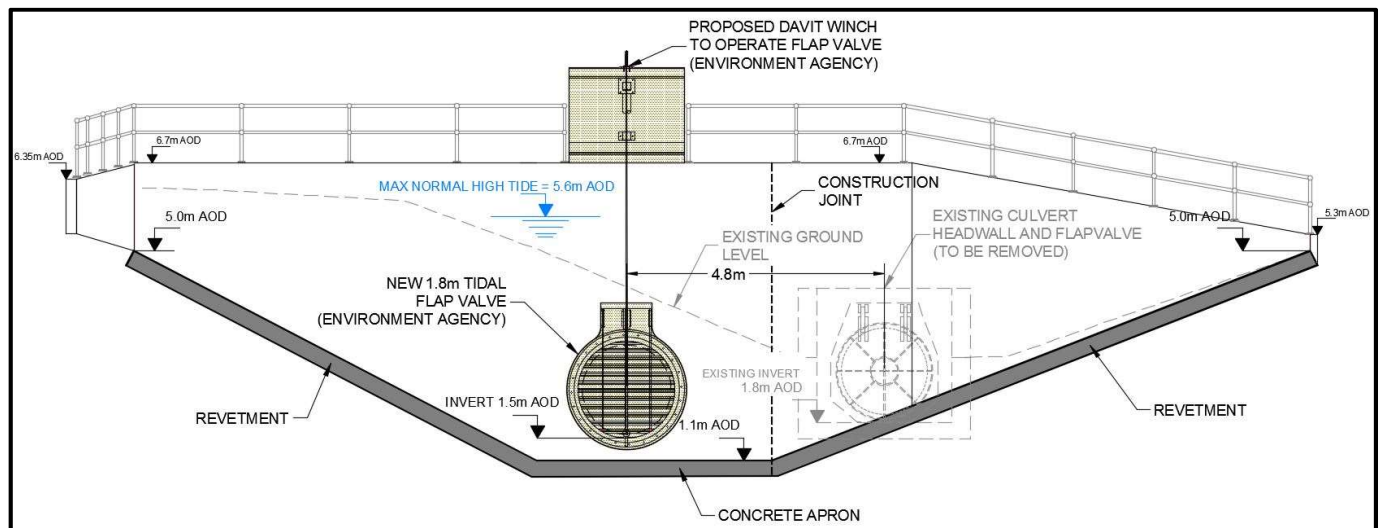 PROPOSED DAVIT WINCH
TO OPERATE FLAP VALVE
(ENVIRONMENT AGENCY)
6.35m AOD
6.7m AOD
6.7m AOD
MAX NORMAL HIGH TIDE = 5.6m AOD
CONSTRUCTION
JOINT
5.0m AOD
EXISTING GROUND
LEVEL
EXISTING CULVERT
HEADWALL AND FLAPVALVE
(TO BE REMOVED)
5.0m AOD
5.3m AOD
4.8m
NEW 1.8m TIDAL
FLAP VALVE
(ENVIRONMENT AGENCY)
EXISTING INVERT
1.8m AOD
INVERT 1.5m AOD
REVETMENT
1.1m AOD
REVETMENT
CONCRETE APRON